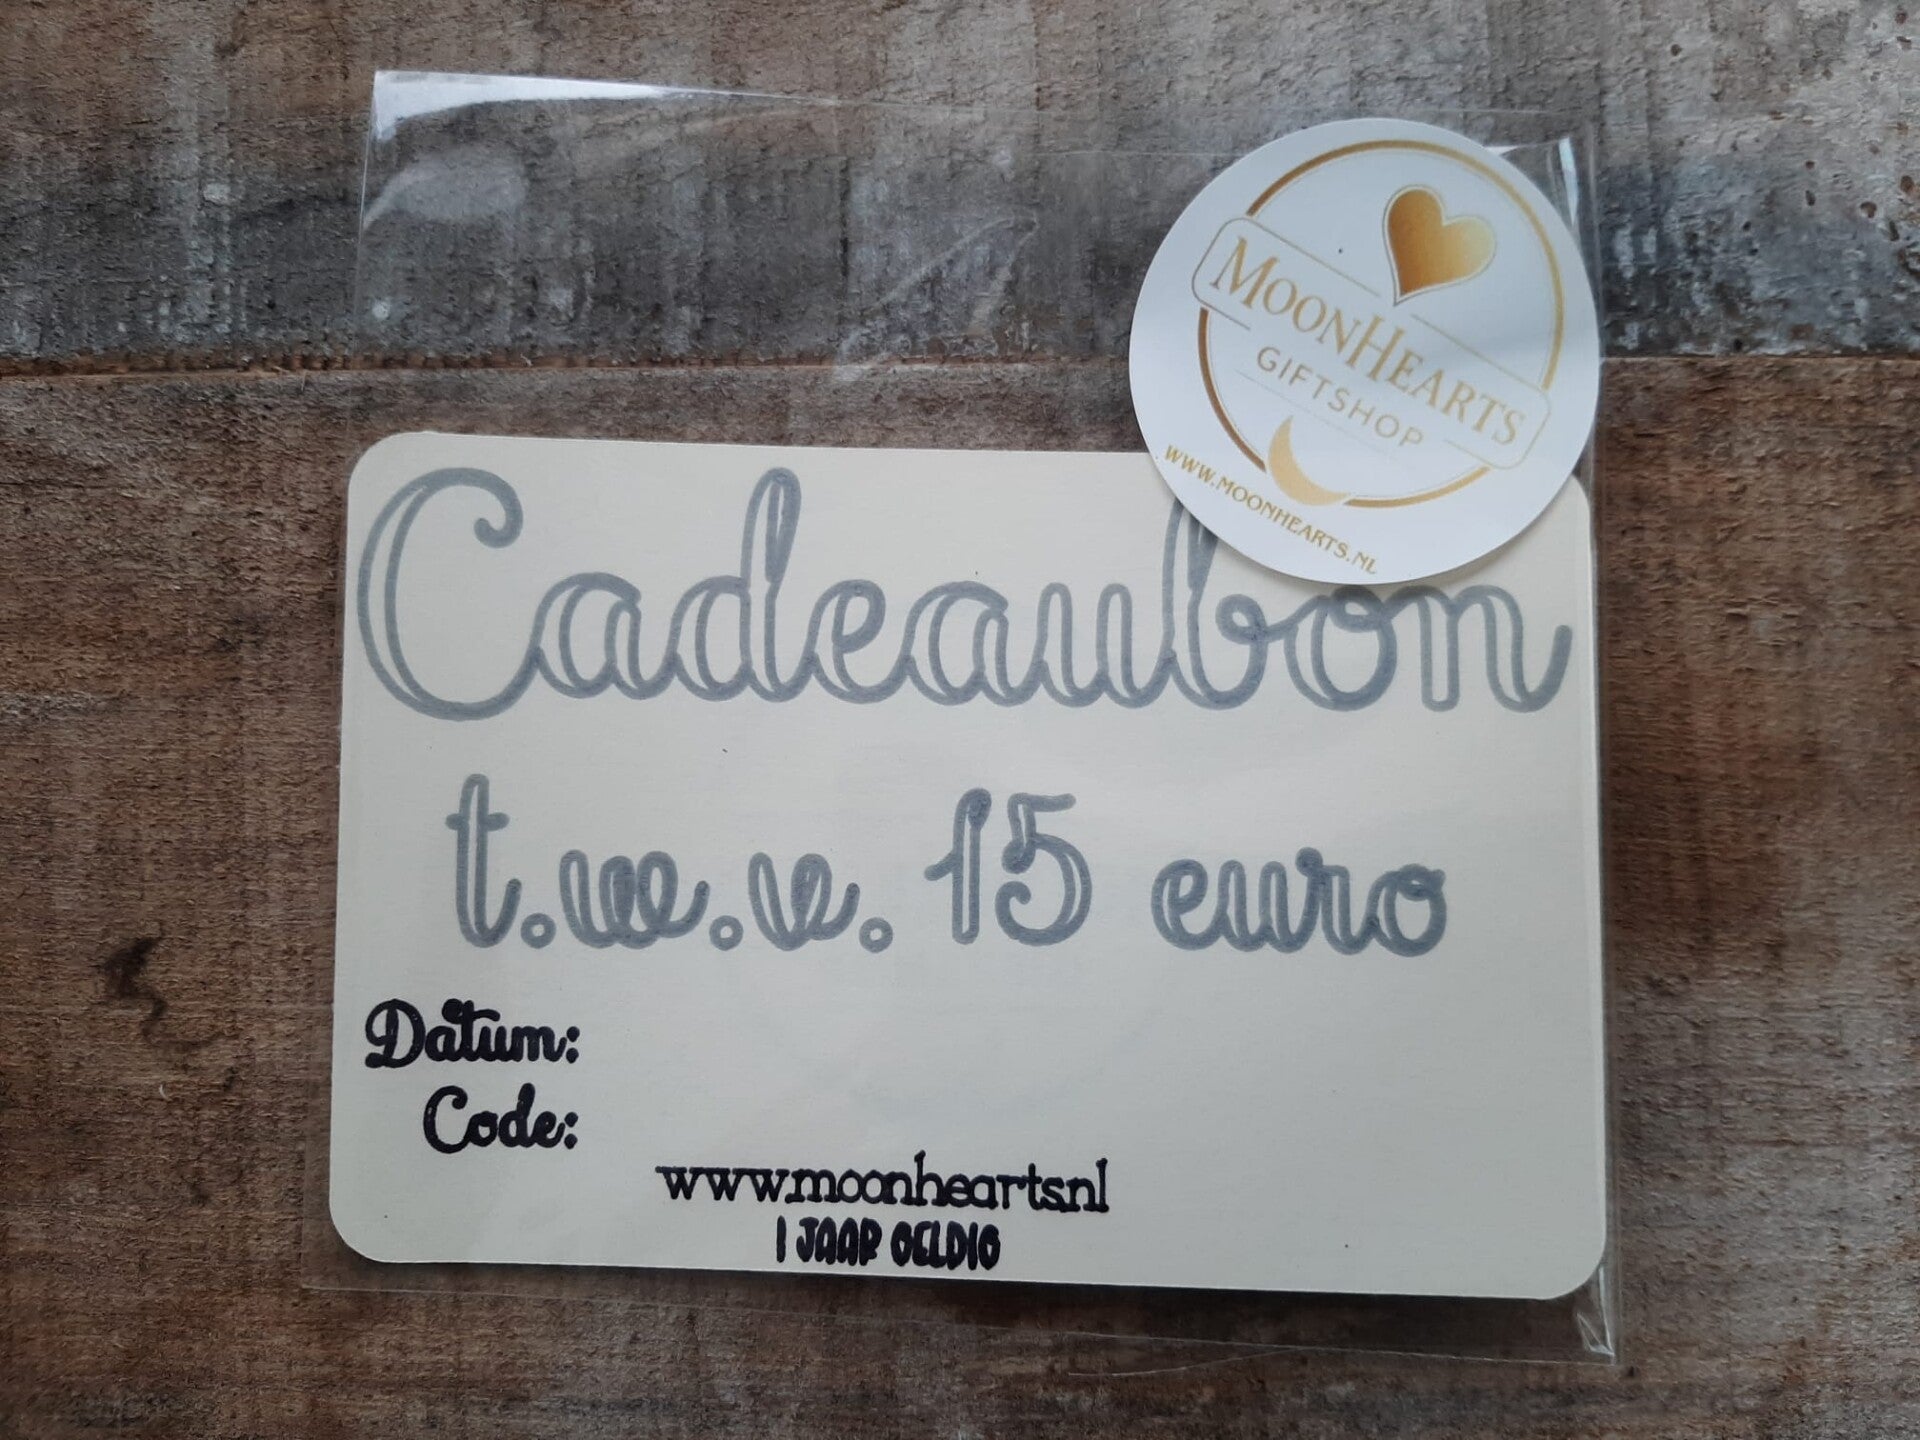 MOONHEARTS
GIFTSHOP
WWW.MOONHEARTS.NL
Cadeaubon
t.w.v. 15 euro
Datum:
Code:
www.moonhearts.nl
1 JAAR GELDIG